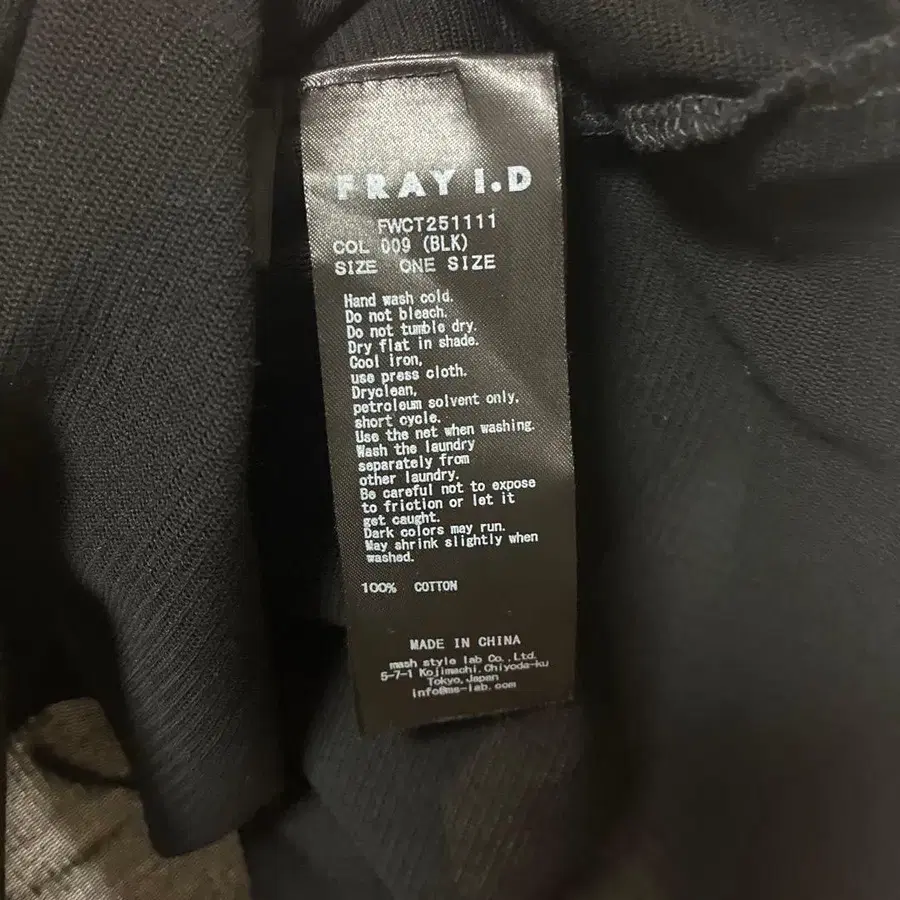 FRAY I.D
FWCT251111
COL 009 (BLK)
SIZE ONE SIZE
Hand wash cold.
Do not bleach.
Do not tumble dry.
Dry flat in shade.
Cool iron,
use press cloth.
Dryclean,
petroleum solvent only,
short cycle.
Use the net when washing.
Wash the laundry
separately from
other laundry.
Be careful not to expose
to friction or let it
get caught.
Dark colors may run.
May shrink slightly when
washed.
100% COTTON
MADE IN CHINA
mash style lab Co.,Ltd.
5-7-1 Kojimachi,Chiyoda-ku
Tokyo,Japan
info@ms-lab.com